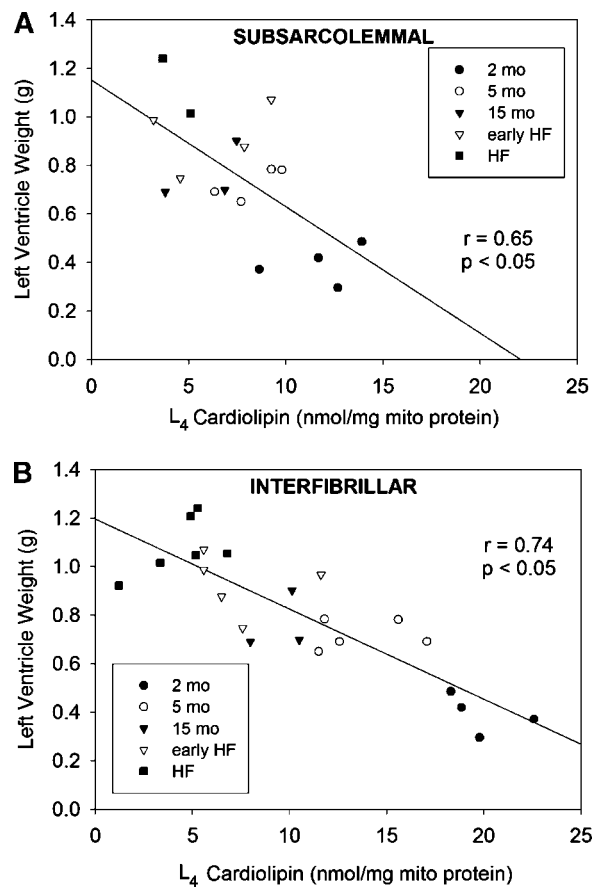 A
SUBSARCOLEMMAL
1.4
1.2
1.0
0.8
0.6
0.4
0.2
0.0
Left Ventricle Weight (g)
2 mo
5 mo
15 mo
early HF
HF
r = 0.65
p < 0.05
0 5 10 15 20 25
L4 Cardiolipin (nmol/mg mito protein)
B
INTERFIBRILLAR
1.4
1.2
1.0
0.8
0.6
0.4
0.2
0.0
Left Ventricle Weight (g)
r = 0.74
p < 0.05
2 mo
5 mo
15 mo
early HF
HF
0 5 10 15 20 25
L4 Cardiolipin (nmol/mg mito protein)